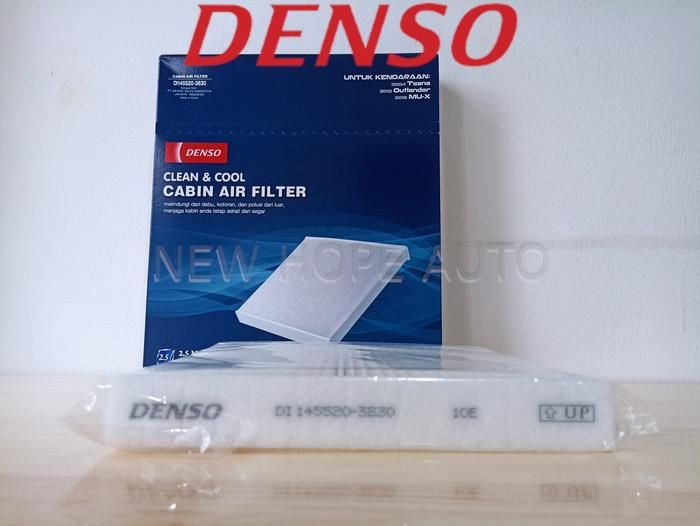 DENSO
CABIN AIR FILTER
DI145520-3830
UNTUK KENDARAAN:
2004 Teana
2012 Outlander
2016 MU-X
DENSO
CLEAN & COOL
CABIN AIR FILTER
melindungi dari debu, kotoran, dan polusi dari luar,
menjaga kabin anda tetap sehat dan segar
NEW HOPE AUTO
2.5
DENSO DI 145520-3830 10E UP